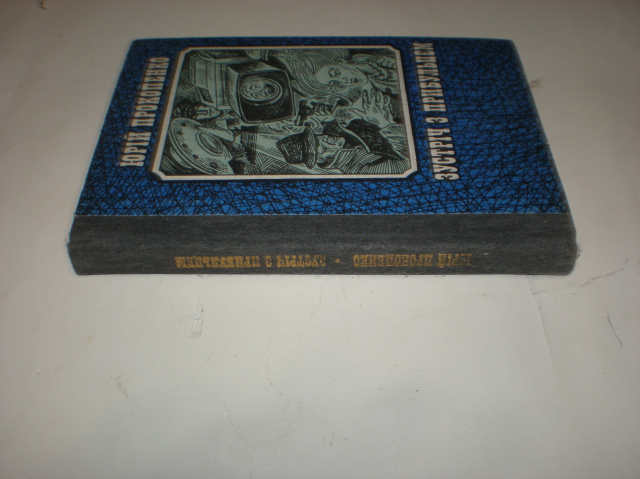 ЮРІЙ ПРОКОПЕНКО
ЗУСТРІЧ З ПРИБУЛЬЦЕМ
ЮРІЙ ПРОКОПЕНКО • ЗУСТРІЧ З ПРИБУЛЬЦЕМ